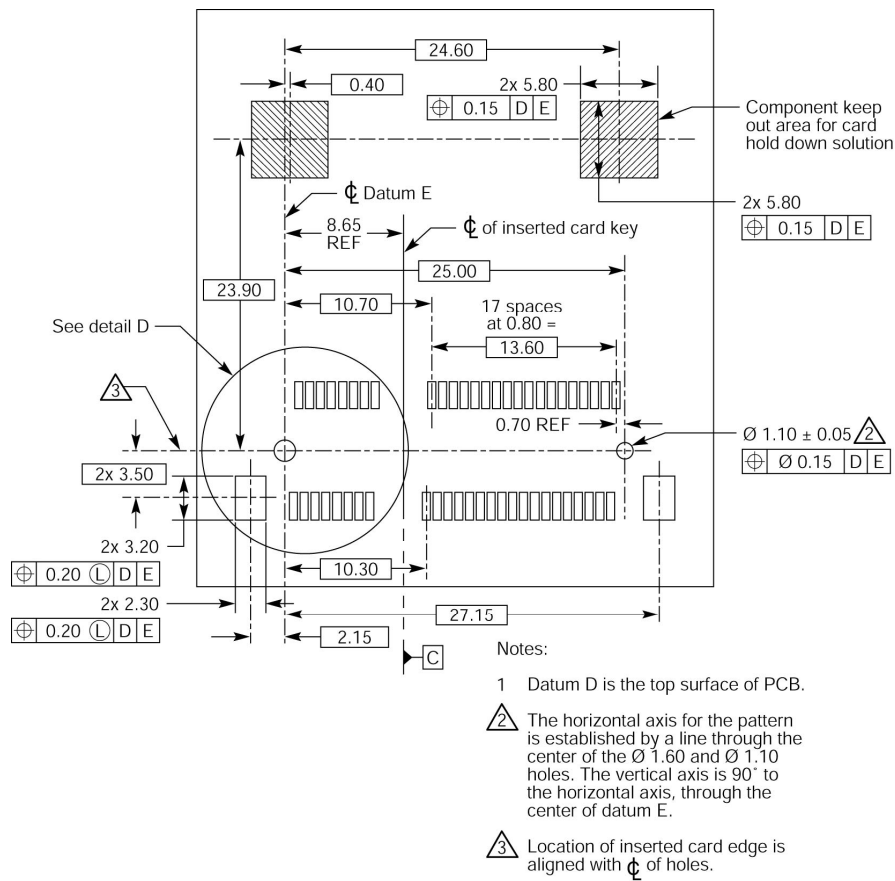 24.60
0.40
2x 5.80
⌖ 0.15 D E
Component keep
out area for card
hold down solution
℄ Datum E
2x 5.80
⌖ 0.15 D E
8.65
REF
℄ of inserted card key
25.00
23.90
10.70
17 spaces
at 0.80 =
13.60
See detail D
3
0.70 REF
Ø 1.10 ± 0.05 2
⌖ Ø 0.15 D E
2x 3.50
2x 3.20
⌖ 0.20 Ⓛ D E
10.30
2x 2.30
⌖ 0.20 Ⓛ D E
27.15
2.15
C
Notes:
1 Datum D is the top surface of PCB.
2 The horizontal axis for the pattern
is established by a line through the
center of the Ø 1.60 and Ø 1.10
holes. The vertical axis is 90° to
the horizontal axis, through the
center of datum E.
3 Location of inserted card edge is
aligned with ℄ of holes.